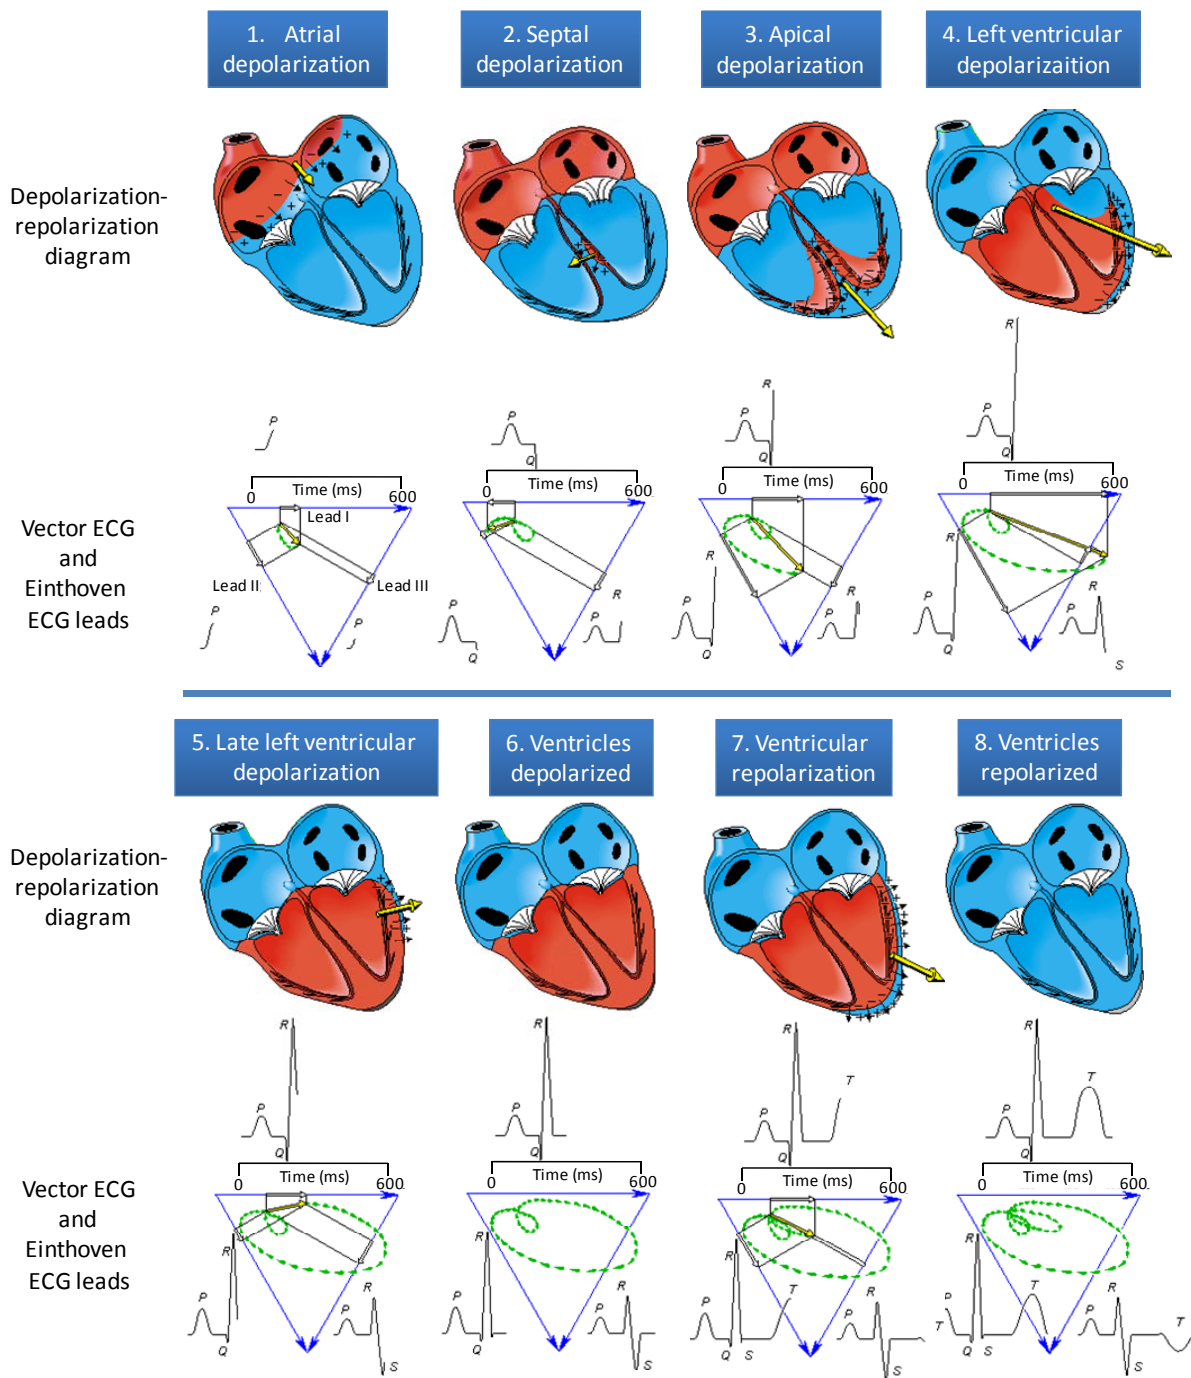 1. Atrial
depolarization
2. Septal
depolarization
3. Apical
depolarization
4. Left ventricular
depolarizaition
Depolarization-
repolarization
diagram
Vector ECG
and
Einthoven
ECG leads
P
Time (ms)
0
600
Lead I
Lead II
Lead III
P
P
P
Q
Time (ms)
0
600
P
Q
P
R
P
R
Q
Time (ms)
0
600
P
R
Q
P
R
P
R
Q
Time (ms)
0
600
P
R
Q
P
R
S
5. Late left ventricular
depolarization
6. Ventricles
depolarized
7. Ventricular
repolarization
8. Ventricles
repolarized
Depolarization-
repolarization
diagram
Vector ECG
and
Einthoven
ECG leads
P
R
Q
Time (ms)
0
600
P
R
Q
P
R
S
P
R
Q
Time (ms)
0
600
P
R
Q
P
R
S
P
R
T
Q
Time (ms)
0
600
P
R
Q
S
T
P
R
S
P
R
T
Q
Time (ms)
0
600
P
T
R
Q
T
P
R
S
T